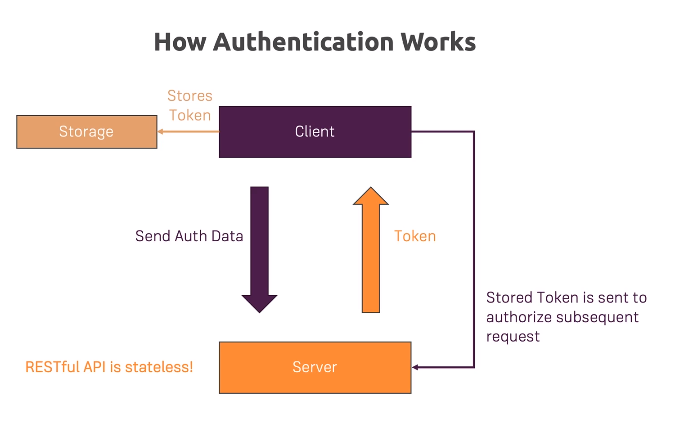 How Authentication Works
Stores
Token
Storage
Client
Send Auth Data
Token
Stored Token is sent to
authorize subsequent
request
RESTful API is stateless!
Server